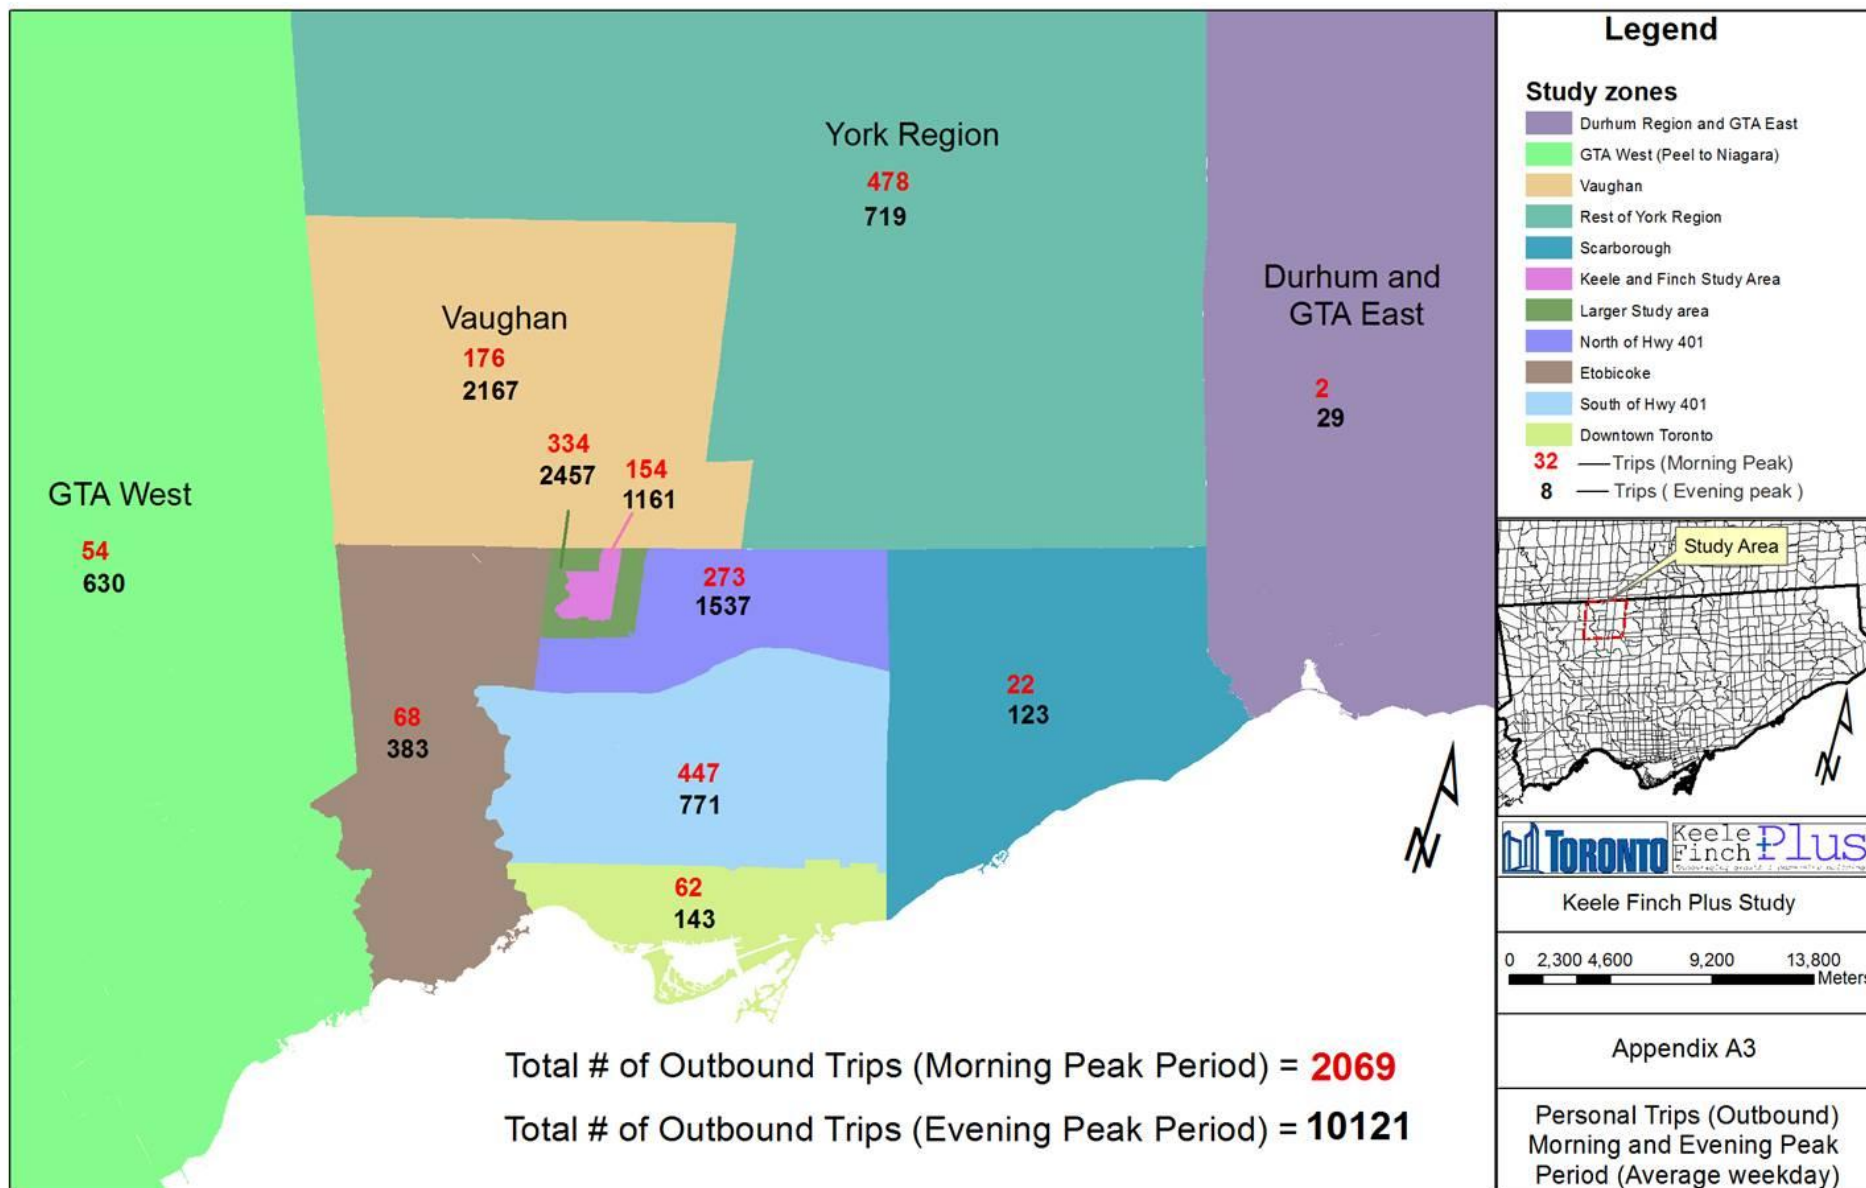 York Region
478
719
Durhum and
GTA East
2
29
Vaughan
176
2167
334
2457
154
1161
GTA West
54
630
273
1537
22
123
68
383
447
771
62
143
N
Total # of Outbound Trips (Morning Peak Period) = 2069
Total # of Outbound Trips (Evening Peak Period) = 10121
Legend
Study zones
Durhum Region and GTA East
GTA West (Peel to Niagara)
Vaughan
Rest of York Region
Scarborough
Keele and Finch Study Area
Larger Study area
North of Hwy 401
Etobicoke
South of Hwy 401
Downtown Toronto
32 Trips (Morning Peak)
8 Trips ( Evening peak )
Study Area
N
TORONTO
Keele
Finch +Plus
Keele Finch Plus Study
0 2,300 4,600 9,200 13,800
Meters
Appendix A3
Personal Trips (Outbound)
Morning and Evening Peak
Period (Average weekday)